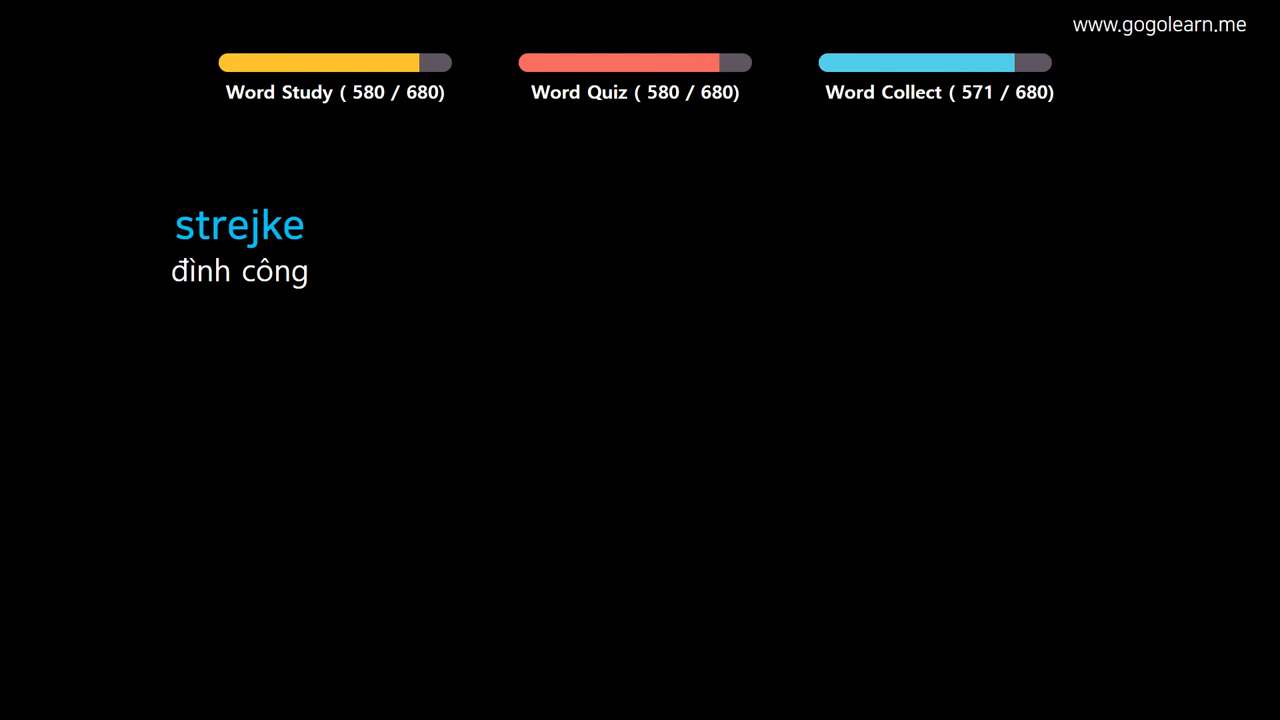 www.gogolearn.me
Word Study ( 580 / 680)
Word Quiz ( 580 / 680)
Word Collect ( 571 / 680)
strejke
đình công